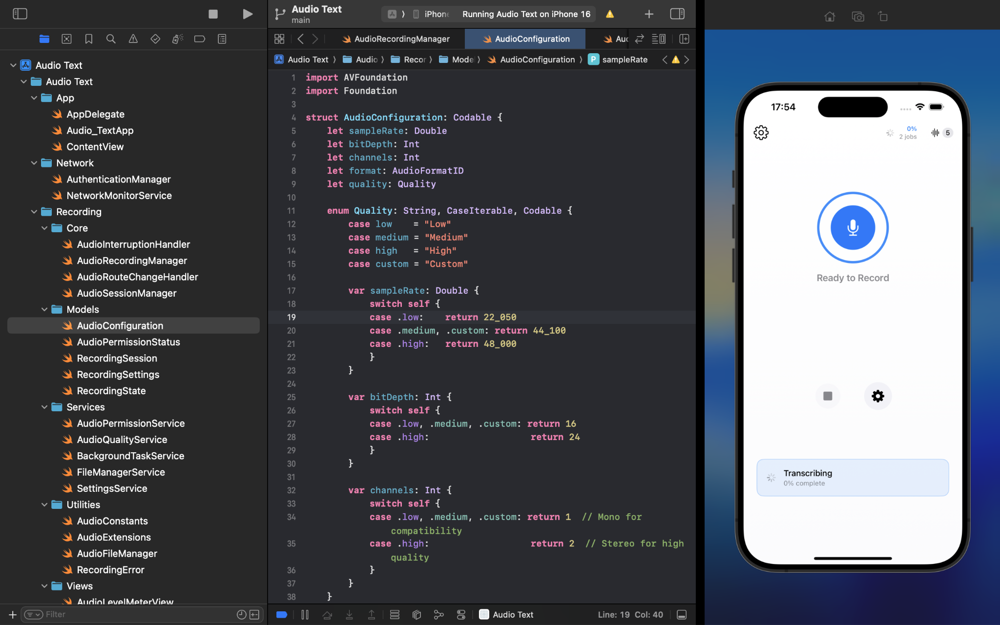 Audio Text
main
iPhone
Running Audio Text on iPhone 16
AudioRecordingManager
AudioConfiguration
Audio Text
Audio
AudioConfiguration
P sampleRate
Audio Text
Audio Text
App
AppDelegate
Audio_TextApp
ContentView
Network
AuthenticationManager
NetworkMonitorService
Recording
Core
AudioInterruptionHandler
AudioRecordingManager
AudioRouteChangeHandler
AudioSessionManager
Models
AudioConfiguration
AudioPermissionStatus
RecordingSession
RecordingSettings
RecordingState
Services
AudioPermissionService
AudioQualityService
BackgroundTaskService
FileManagerService
SettingsService
Utilities
AudioConstants
AudioExtensions
AudioFileManager
RecordingError
Views
AudioLevelMeterView
Filter
1 import AVFoundation
2 import Foundation
3
4 struct AudioConfiguration: Codable {
5 let sampleRate: Double
6 let bitDepth: Int
7 let channels: Int
8 let format: AudioFormatID
9 let quality: Quality
10
11 enum Quality: String, CaseIterable, Codable {
12 case low = "Low"
13 case medium = "Medium"
14 case high = "High"
15 case custom = "Custom"
16
17 var sampleRate: Double {
18 switch self {
19 case .low: return 22_050
20 case .medium, .custom: return 44_100
21 case .high: return 48_000
22 }
23 }
24
25 var bitDepth: Int {
26 switch self {
27 case .low, .medium, .custom: return 16
28 case .high: return 24
29 }
30 }
31
32 var channels: Int {
33 switch self {
34 case .low, .medium, .custom: return 1 // Mono for
compatibility
35 case .high: return 2 // Stereo for high
quality
36 }
37 }
38 }
Audio Text
Line: 19 Col: 40
17:54
0%
2 jobs
5
Ready to Record
Transcribing
0% complete